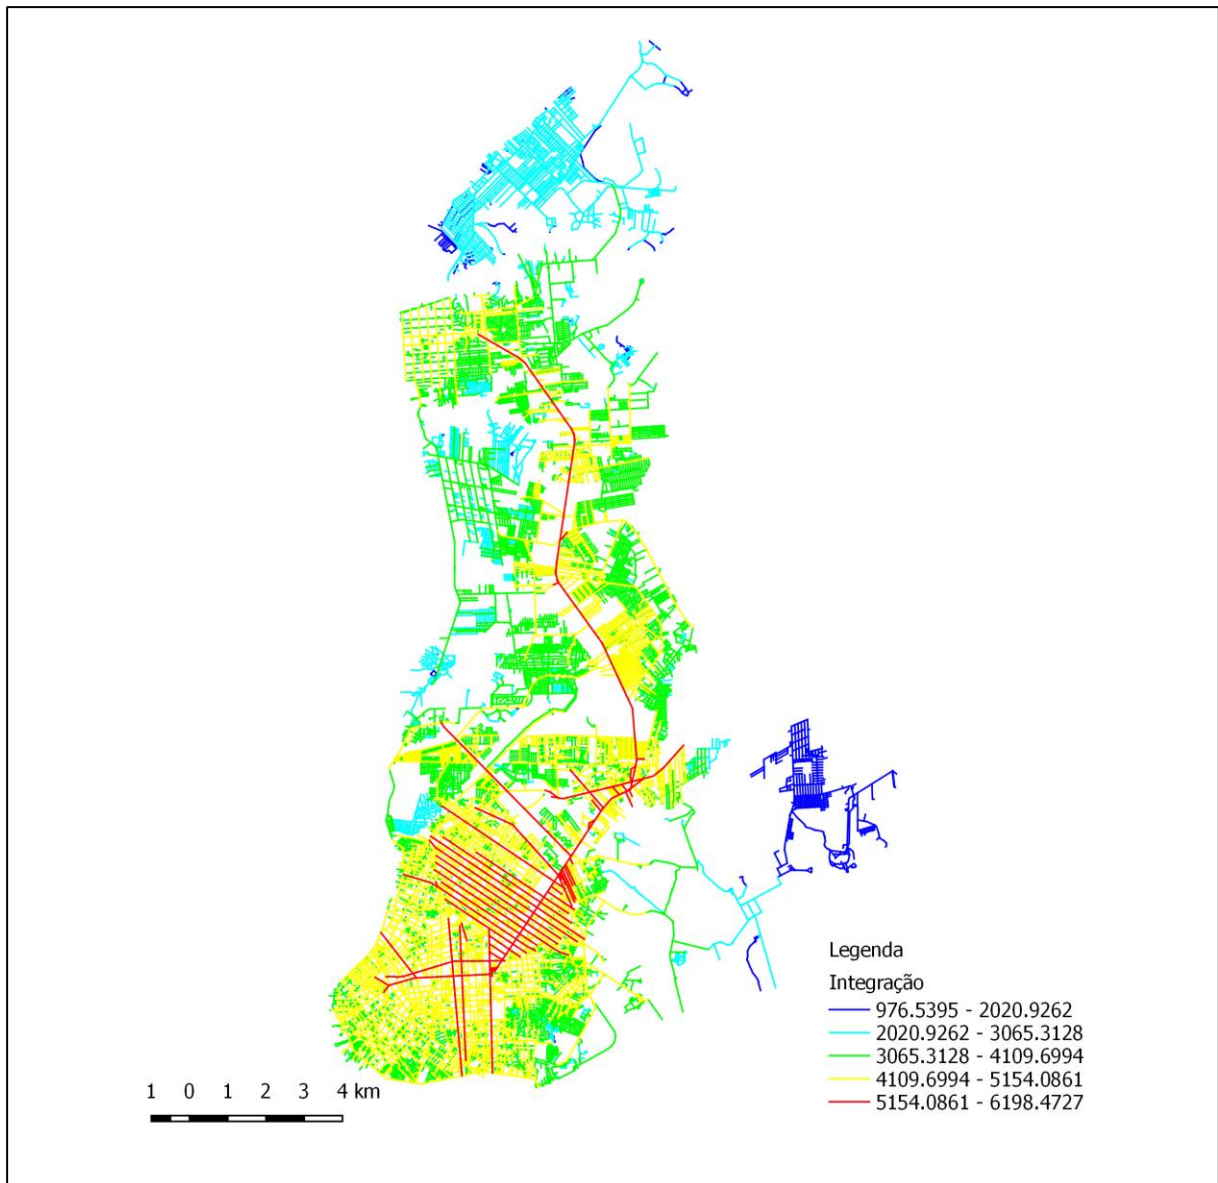 Legenda
Integração
976.5395 - 2020.9262
2020.9262 - 3065.3128
3065.3128 - 4109.6994
4109.6994 - 5154.0861
5154.0861 - 6198.4727
1 0 1 2 3 4 km